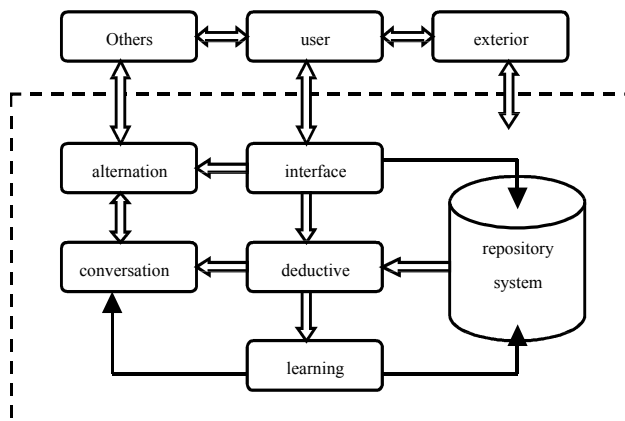 Others
user
exterior
alternation
interface
repository
system
conversation
deductive
learning